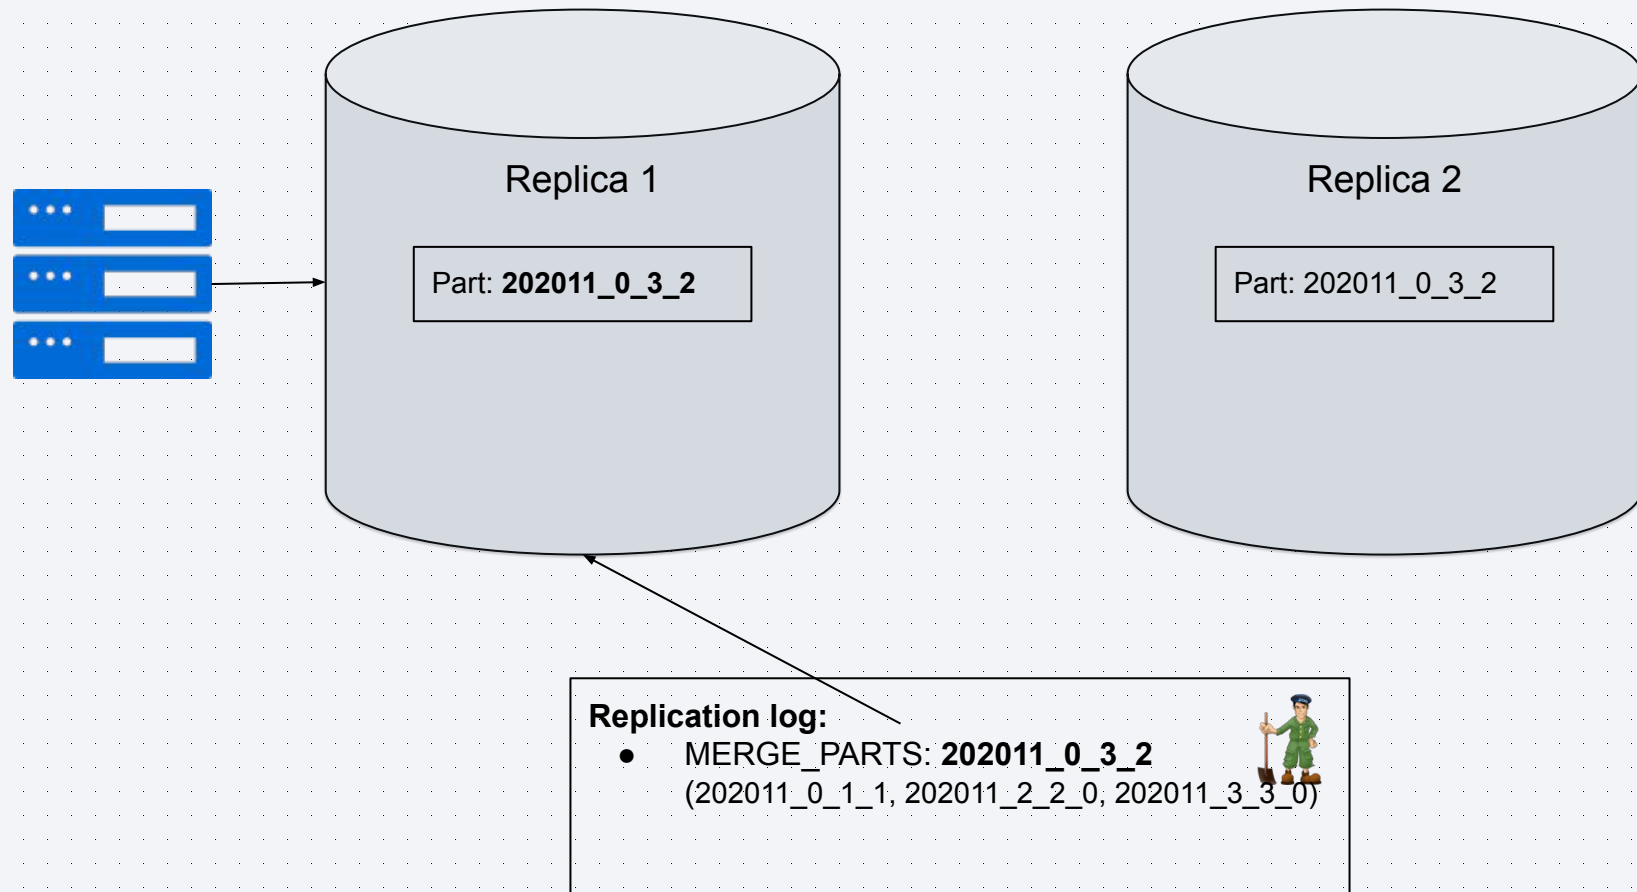 Replica 1
Replica 2
Part: 202011_0_3_2
Part: 202011_0_3_2
Replication log:
● MERGE_PARTS: 202011_0_3_2
(202011_0_1_1, 202011_2_2_0, 202011_3_3_0)